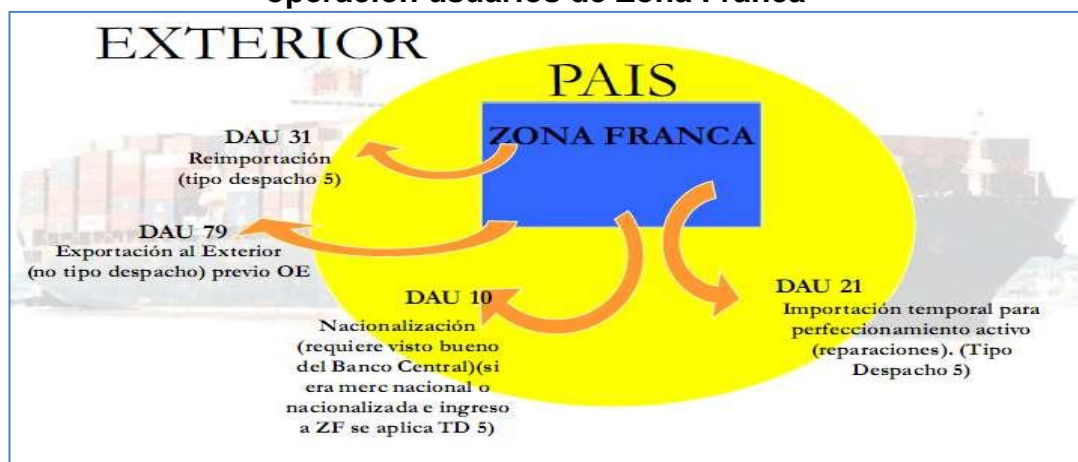 operación usuarios de Zona Franca
EXTERIOR
PAIS
ZONA FRANCA
DAU 31
Reimportación
(tipo despacho 5)
DAU 79
Exportación al Exterior
(no tipo despacho) previo OE
DAU 10
Nacionalización
(requiere visto bueno
del Banco Central)(si
era merc nacional o
nacionalizada e ingreso
a ZF se aplica TD 5)
DAU 21
Importación temporal para
perfeccionamiento activo
(reparaciones). (Tipo
Despacho 5)